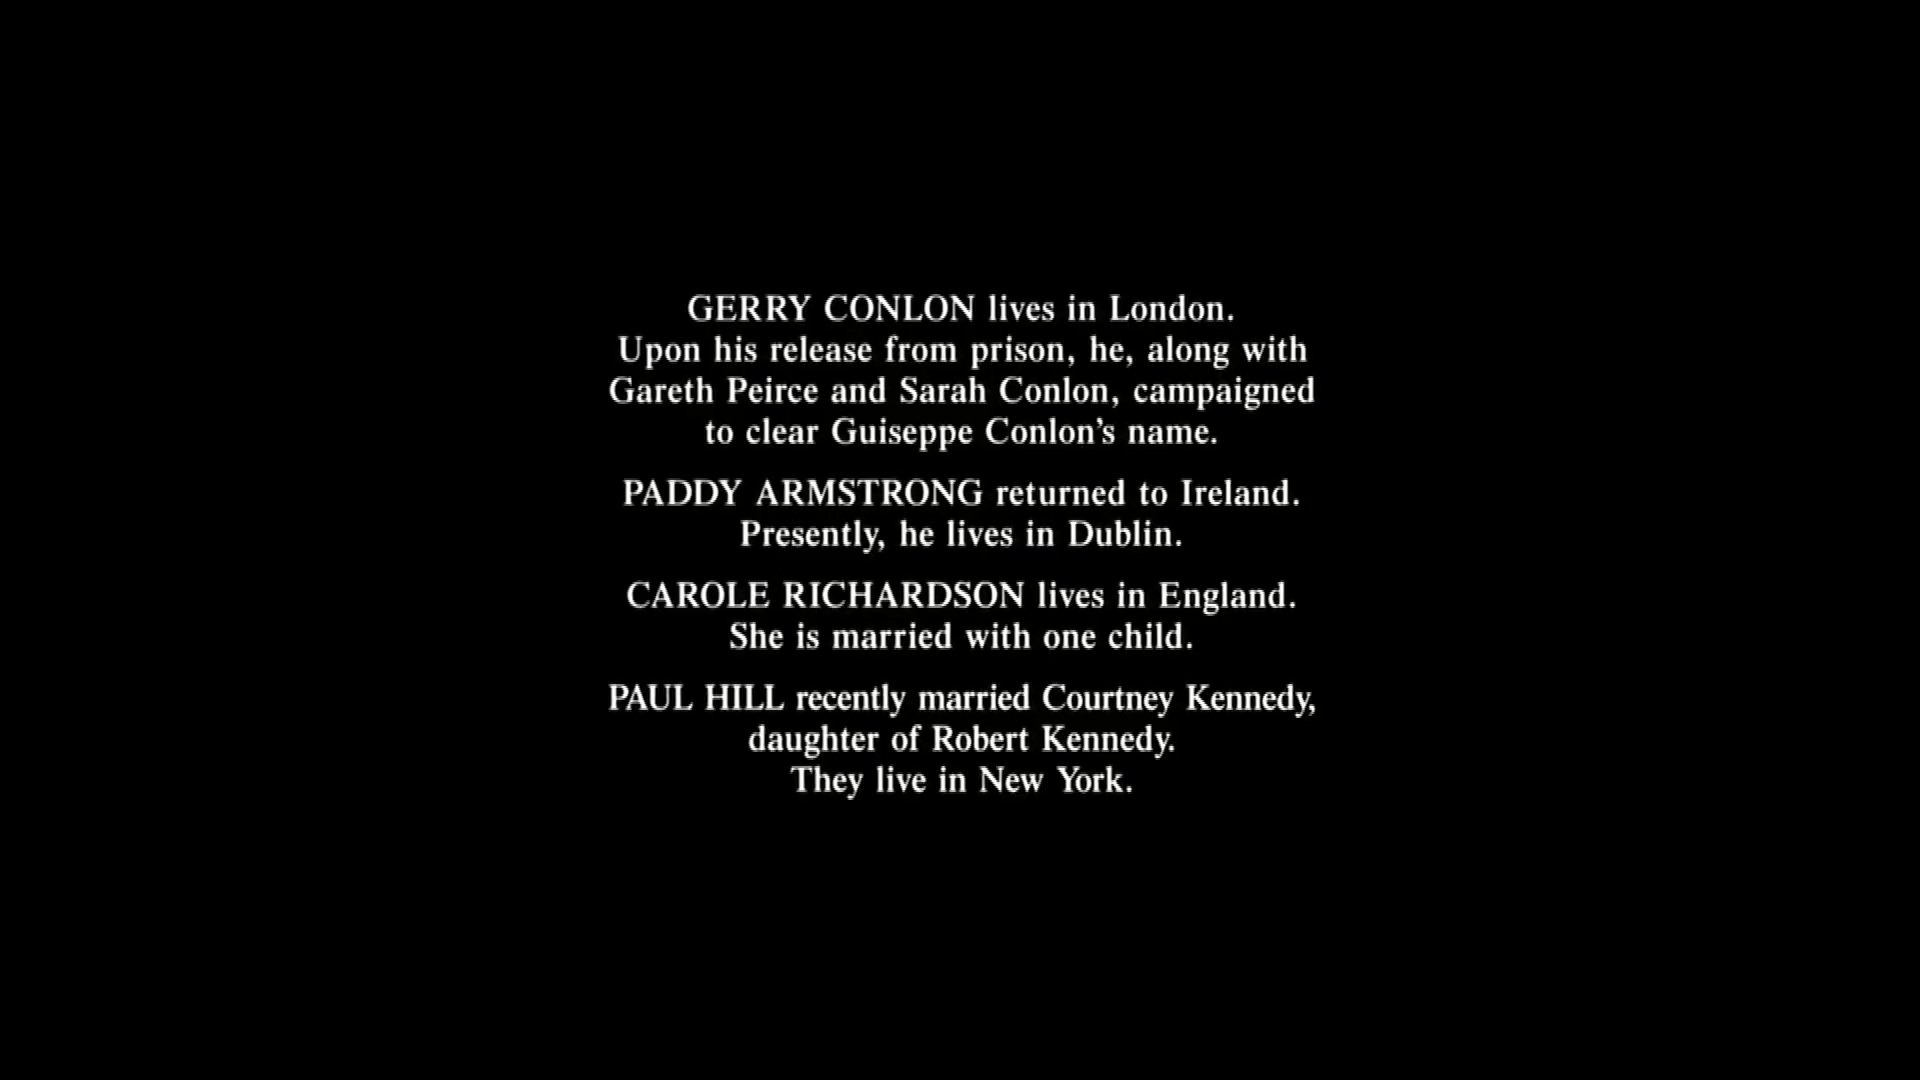 GERRY CONLON lives in London.
Upon his release from prison, he, along with
Gareth Peirce and Sarah Conlon, campaigned
to clear Guiseppe Conlon’s name.
PADDY ARMSTRONG returned to Ireland.
Presently, he lives in Dublin.
CAROLE RICHARDSON lives in England.
She is married with one child.
PAUL HILL recently married Courtney Kennedy,
daughter of Robert Kennedy.
They live in New York.